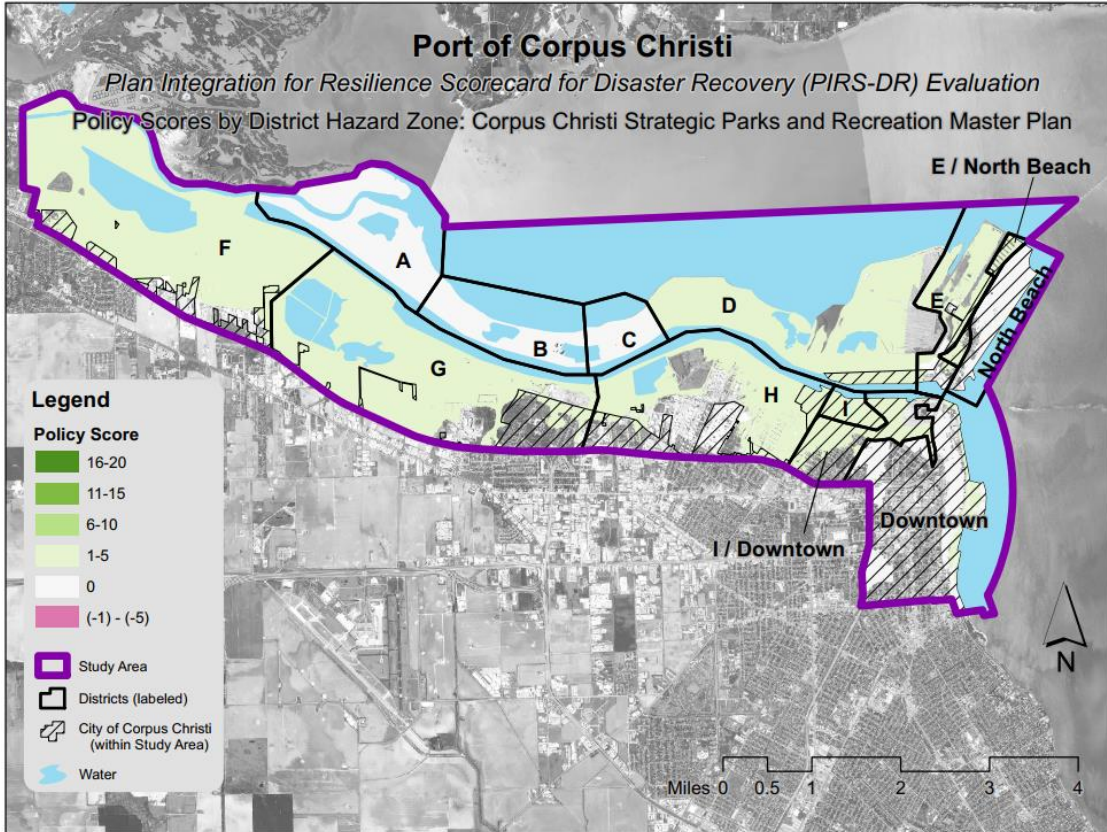 Port of Corpus Christi
Plan Integration for Resilience Scorecard for Disaster Recovery (PIRS-DR) Evaluation
Policy Scores by District Hazard Zone: Corpus Christi Strategic Parks and Recreation Master Plan
E / North Beach
F
A
D
E
North Beach
B
C
G
H
I
Downtown
I / Downtown
Legend
Policy Score
16-20
11-15
6-10
1-5
0
(-1) - (-5)
Study Area
Districts (labeled)
City of Corpus Christi
(within Study Area)
Water
N
Miles 0 0.5 1 2 3 4